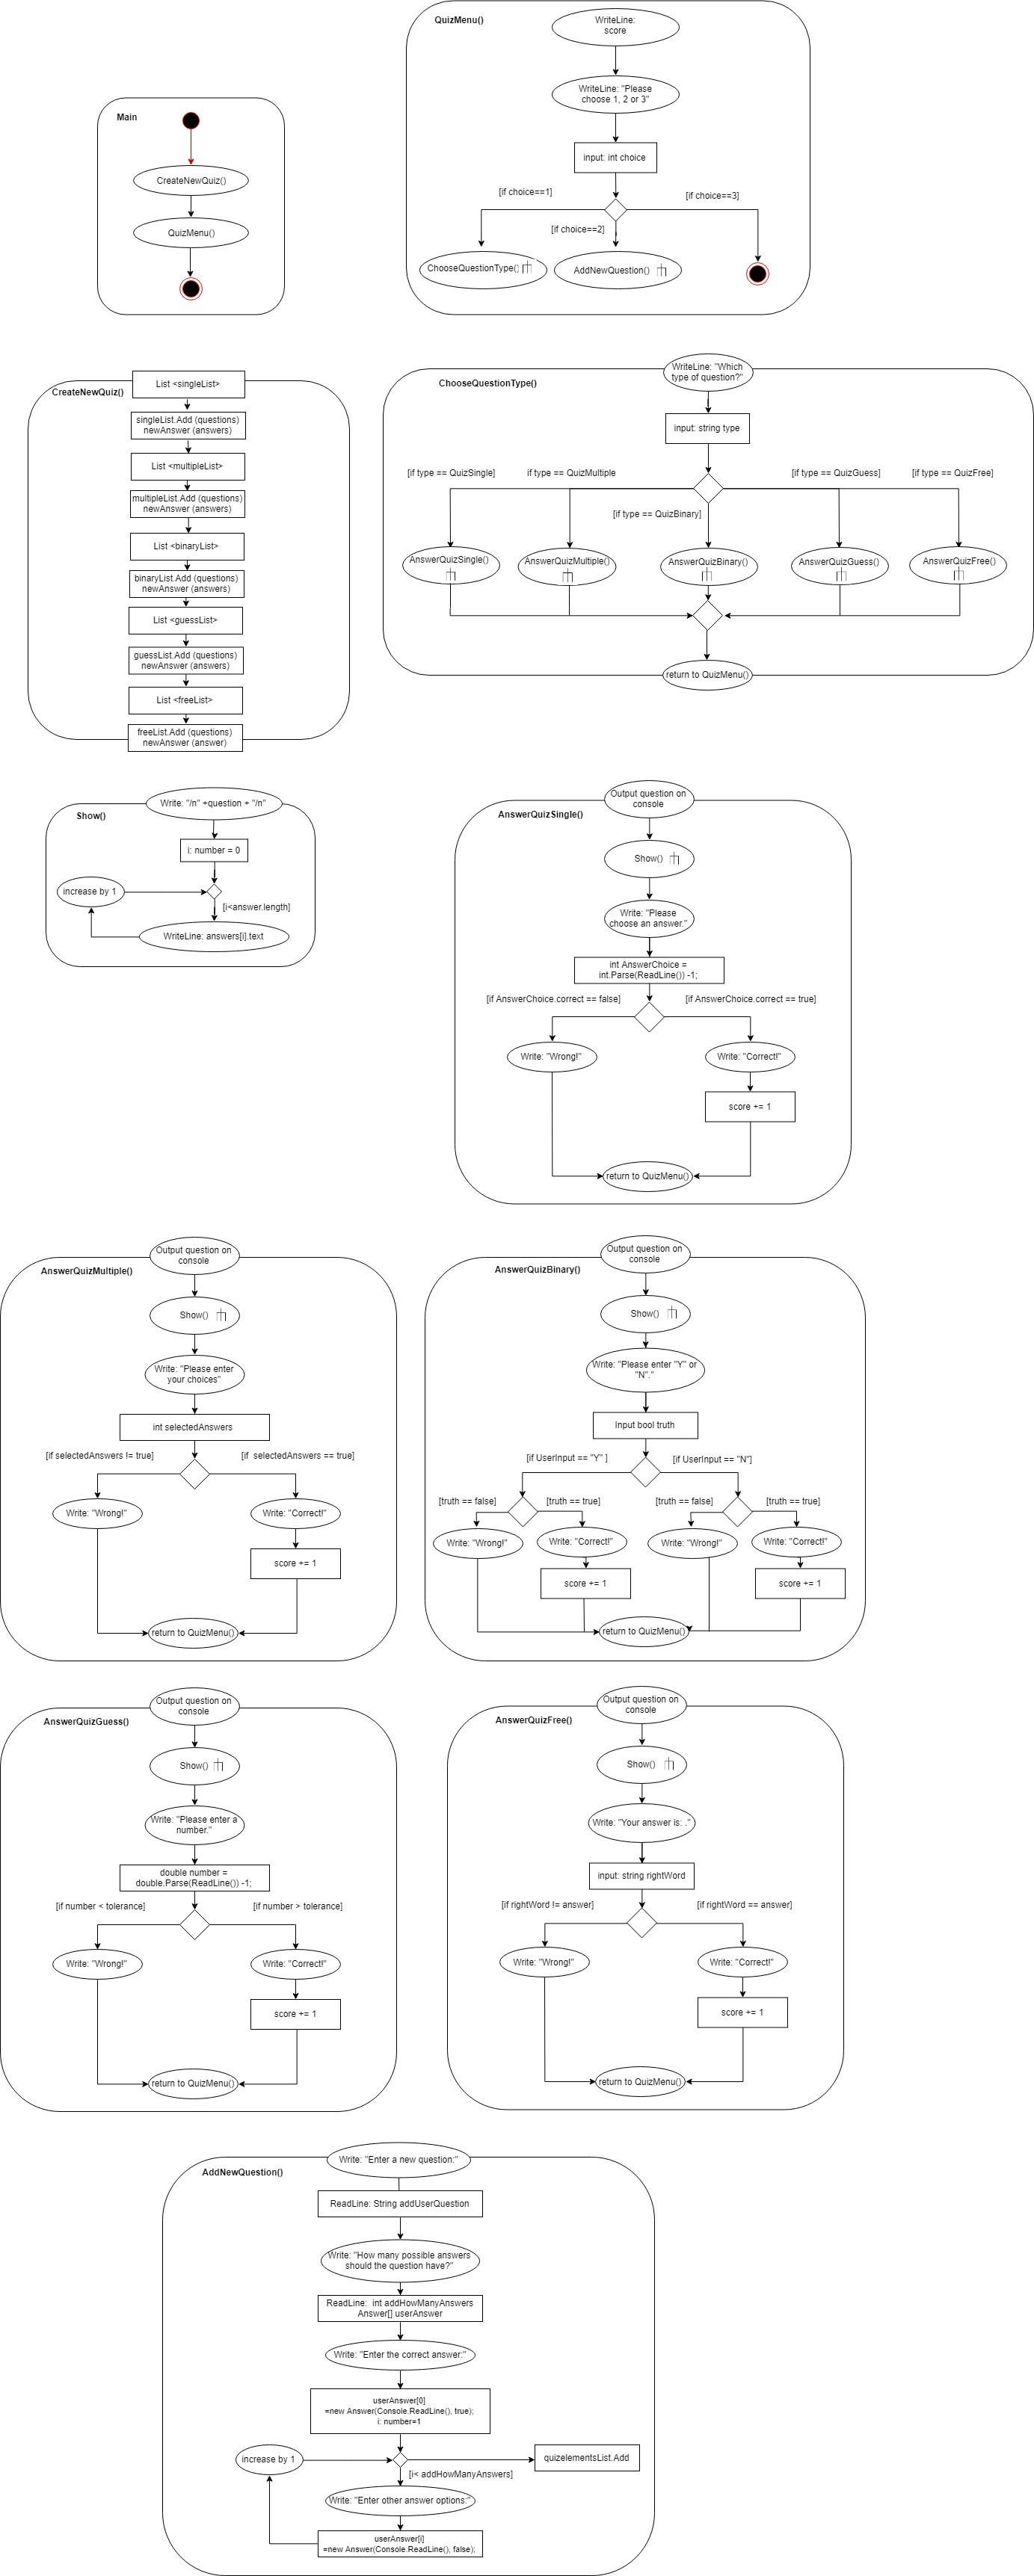 Main
CreateNewQuiz()
QuizMenu()
QuizMenu()
WriteLine:
score
WriteLine: "Please
choose 1, 2 or 3"
input: int choice
[if choice==1]
[if choice==3]
[if choice==2]
ChooseQuestionType()
AddNewQuestion()
CreateNewQuiz()
List <singleList>
singleList.Add (questions)
newAnswer (answers)
List <multipleList>
multipleList.Add (questions)
newAnswer (answers)
List <binaryList>
binaryList.Add (questions)
newAnswer (answers)
List <guessList>
guessList.Add (questions)
newAnswer (answers)
List <freeList>
freeList.Add (questions)
newAnswer (answer)
ChooseQuestionType()
WriteLine: "Which
type of question?"
input: string type
[if type == QuizSingle]
if type == QuizMultiple
[if type == QuizGuess]
[if type == QuizFree]
[if type == QuizBinary]
AnswerQuizSingle()
AnswerQuizMultiple()
AnswerQuizBinary()
AnswerQuizGuess()
AnswerQuizFree()
return to QuizMenu()
Show()
Write: "/n" +question + "/n"
i: number = 0
increase by 1
[i<answer.length]
WriteLine: answers[i].text
AnswerQuizSingle()
Output question on
console
Show()
Write: "Please
choose an answer."
int AnswerChoice =
int.Parse(ReadLine()) -1;
[if AnswerChoice.correct == false]
[if AnswerChoice.correct == true]
Write: "Wrong!"
Write: "Correct!"
score += 1
return to QuizMenu()
AnswerQuizMultiple()
Output question on
console
Show()
Write: "Please enter
your choices"
int selectedAnswers
[if selectedAnswers != true]
[if  selectedAnswers == true]
Write: "Wrong!"
Write: "Correct!"
score += 1
return to QuizMenu()
AnswerQuizBinary()
Output question on
console
Show()
Write: "Please enter "Y" or
"N"."
Input bool truth
[if UserInput == "Y" ]
[if UserInput == "N"]
[truth == false]
[truth == true]
[truth == false]
[truth == true]
Write: "Wrong!"
Write: "Correct!"
Write: "Wrong!"
Write: "Correct!"
score += 1
score += 1
return to QuizMenu()
AnswerQuizGuess()
Output question on
console
Show()
Write: "Please enter a
number."
double number =
double.Parse(ReadLine()) -1;
[if number < tolerance]
[if number > tolerance]
Write: "Wrong!"
Write: "Correct!"
score += 1
return to QuizMenu()
AnswerQuizFree()
Output question on
console
Show()
Write: "Your answer is: ."
input: string rightWord
[if rightWord != answer]
[if rightWord == answer]
Write: "Wrong!"
Write: "Correct!"
score += 1
return to QuizMenu()
AddNewQuestion()
Write: "Enter a new question:"
ReadLine: String addUserQuestion
Write: "How many possible answers
should the question have?"
ReadLine:  int addHowManyAnswers
Answer[] userAnswer
Write: "Enter the correct answer:"
userAnswer[0]
=new Answer(Console.ReadLine(), true);
i: number=1
increase by 1
quizelementsList.Add
[i< addHowManyAnswers]
Write: "Enter other answer options:"
userAnswer[i]
=new Answer(Console.ReadLine(), false);